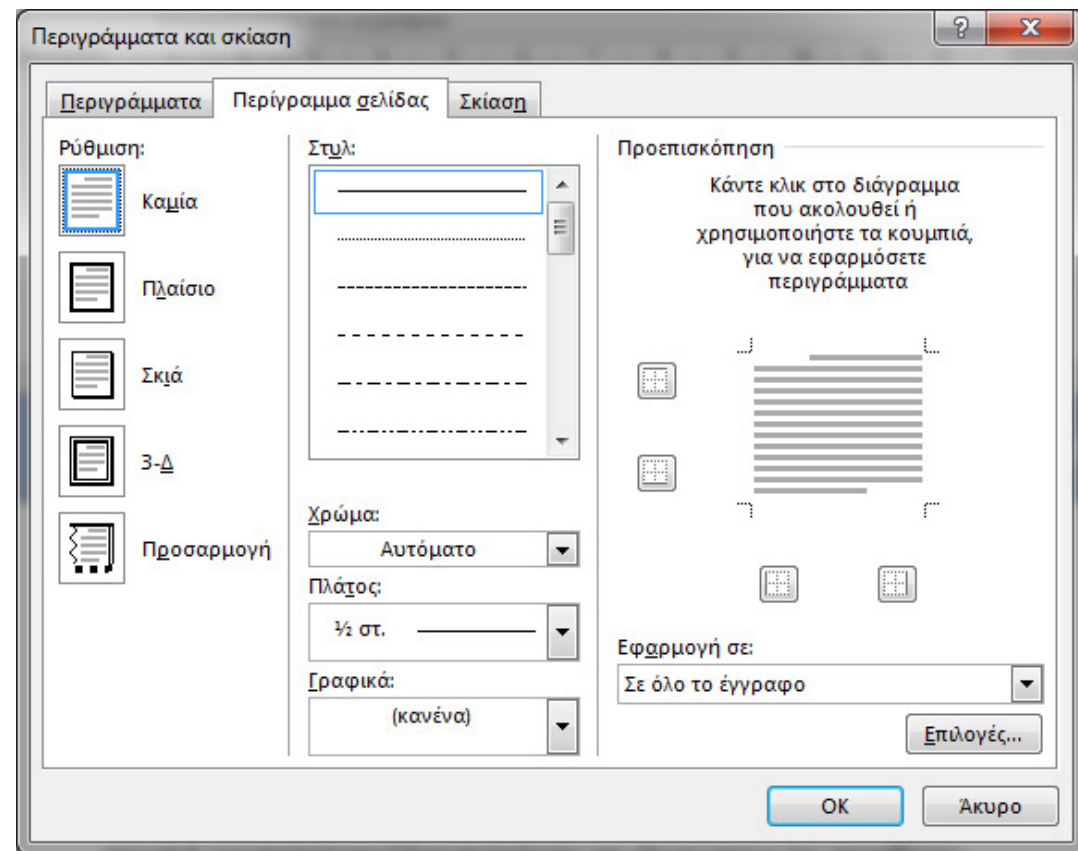 Περιγράμματα και σκίαση
Περιγράμματα
Περίγραμμα σελίδας
Σκίαση
Ρύθμιση:
Καμία
Πλαίσιο
Σκιά
3-Δ
Προσαρμογή
Στυλ:
Χρώμα:
Αυτόματο
Πλάτος:
½ στ.
Γραφικά:
(κανένα)
Προεπισκόπηση
Κάντε κλικ στο διάγραμμα
που ακολουθεί ή
χρησιμοποιήστε τα κουμπιά,
για να εφαρμόσετε
περιγράμματα
Εφαρμογή σε:
Σε όλο το έγγραφο
Επιλογές...
OK
Άκυρο